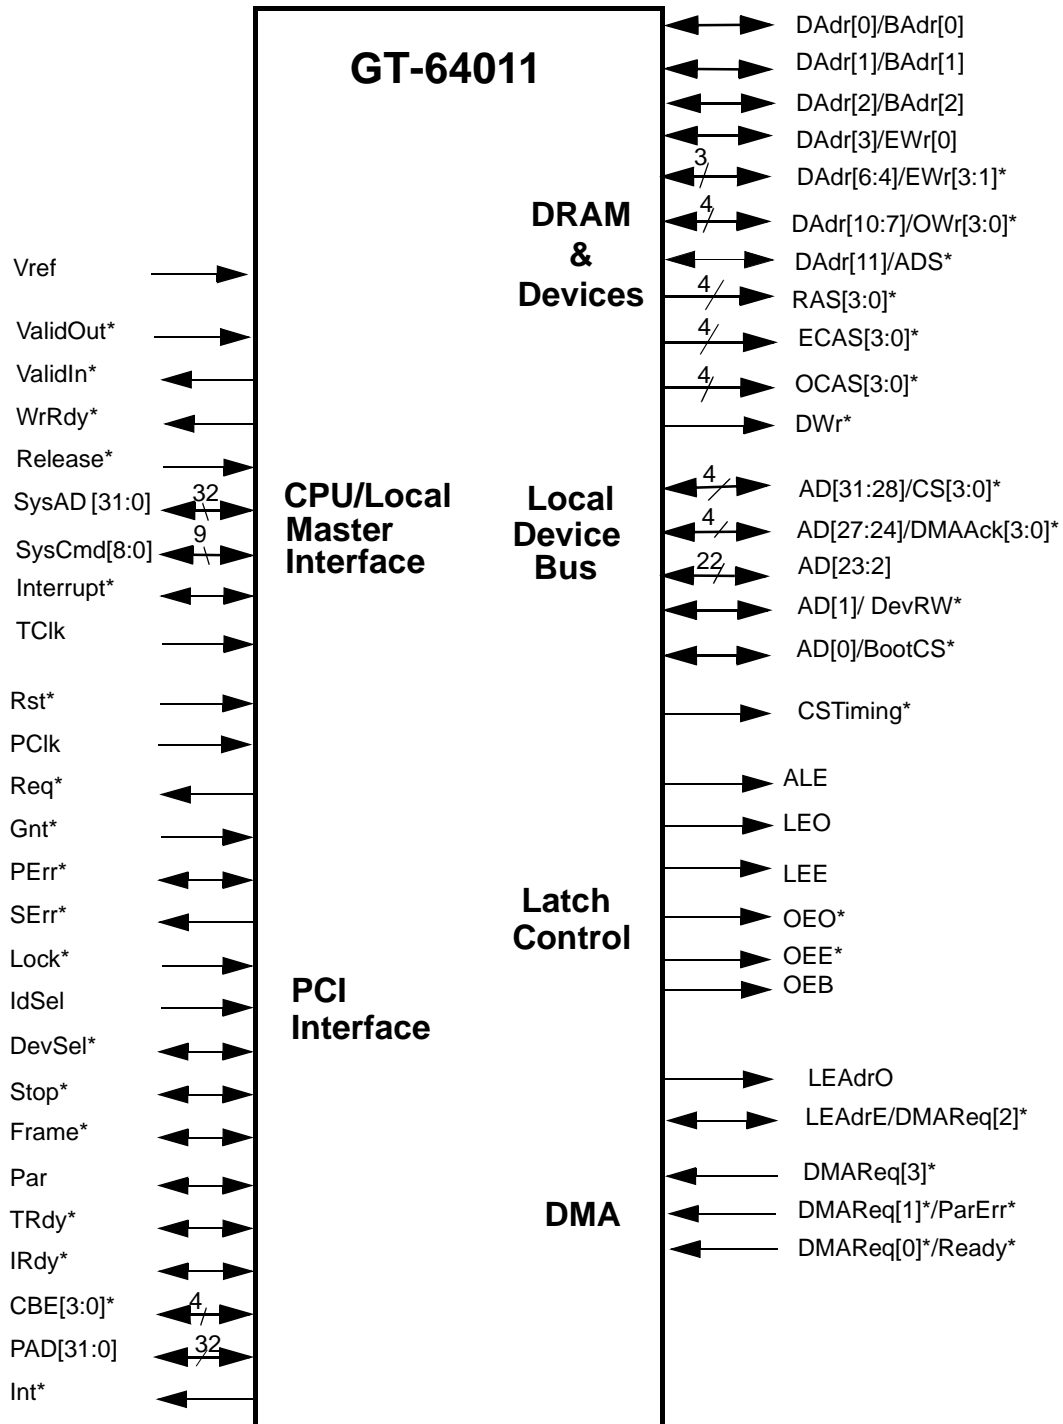 GT-64011
Vref
ValidOut*
ValidIn*
WrRdy*
Release*
SysAD [31:0]
32
SysCmd[8:0]
9
Interrupt*
TClk
CPU/Local
Master
Interface
Rst*
PClk
Req*
Gnt*
PErr*
SErr*
Lock*
IdSel
DevSel*
Stop*
Frame*
Par
TRdy*
IRdy*
CBE[3:0]*
4
PAD[31:0]
32
Int*
PCI
Interface
DRAM
&
Devices
DAdr[0]/BAdr[0]
DAdr[1]/BAdr[1]
DAdr[2]/BAdr[2]
DAdr[3]/EWr[0]
3
DAdr[6:4]/EWr[3:1]*
4
DAdr[10:7]/OWr[3:0]*
DAdr[11]/ADS*
4
RAS[3:0]*
4
ECAS[3:0]*
4
OCAS[3:0]*
DWr*
Local
Device
Bus
4
AD[31:28]/CS[3:0]*
4
AD[27:24]/DMAAck[3:0]*
22
AD[23:2]
AD[1]/ DevRW*
AD[0]/BootCS*
CSTiming*
Latch
Control
ALE
LEO
LEE
OEO*
OEE*
OEB
LEAdrO
LEAdrE/DMAReq[2]*
DMA
DMAReq[3]*
DMAReq[1]*/ParErr*
DMAReq[0]*/Ready*